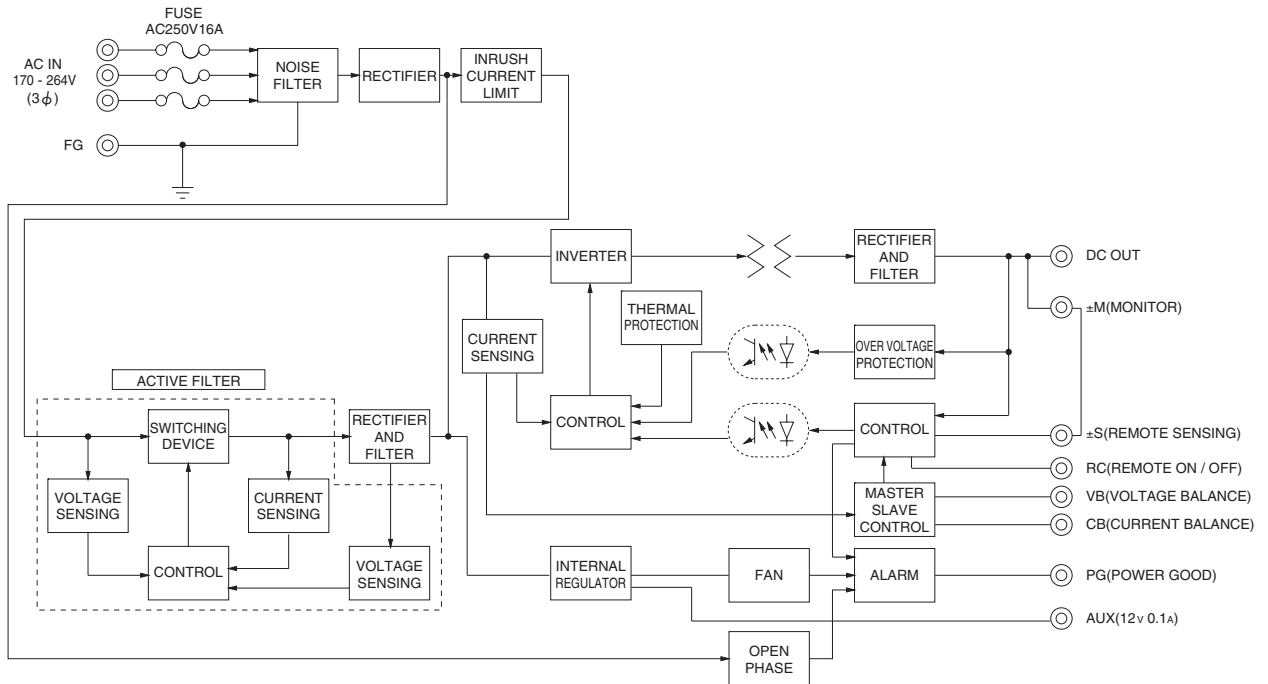 FUSE
AC250V16A
AC IN
170 - 264V
(3ϕ)
NOISE
FILTER
RECTIFIER
INRUSH
CURRENT
LIMIT
FG
INVERTER
RECTIFIER
AND
FILTER
DC OUT
THERMAL
PROTECTION
±M(MONITOR)
CURRENT
SENSING
OVER VOLTAGE
PROTECTION
ACTIVE FILTER
SWITCHING
DEVICE
RECTIFIER
AND
FILTER
CONTROL
CONTROL
±S(REMOTE SENSING)
RC(REMOTE ON / OFF)
VOLTAGE
SENSING
CURRENT
SENSING
MASTER
SLAVE
CONTROL
VB(VOLTAGE BALANCE)
CB(CURRENT BALANCE)
CONTROL
VOLTAGE
SENSING
INTERNAL
REGULATOR
FAN
ALARM
PG(POWER GOOD)
AUX(12V 0.1A)
OPEN
PHASE